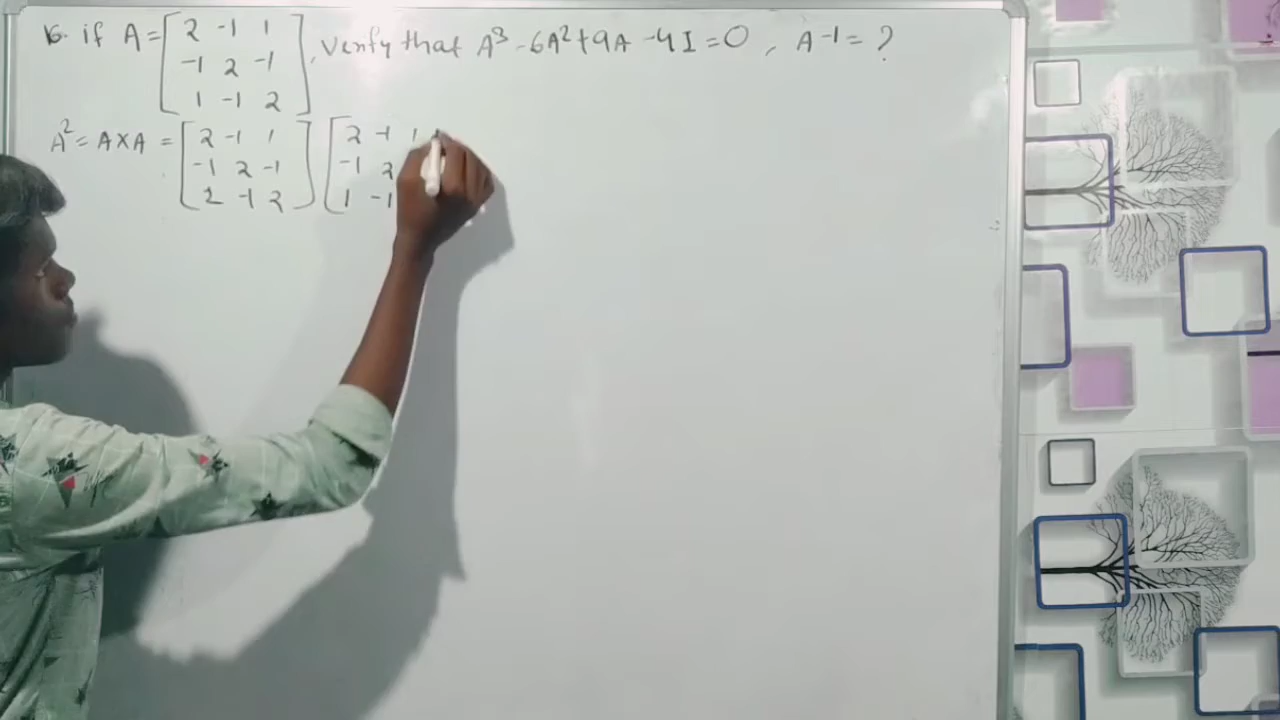 16. if A = [ 2 -1 1 ], verify that A³ - 6A² + 9A - 4I = 0, A-1 = ?
-1 2 -1
1 -1 2
A² = A×A = [ 2 -1 1 ] [ 2 -1 1
-1 2 -1 -1 2
2 -1 2 1 -1